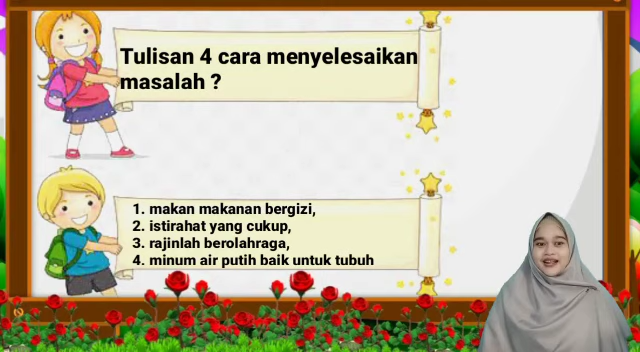 Tulisan 4 cara menyelesaikan
masalah ?
1. makan makanan bergizi,
2. istirahat yang cukup,
3. rajinlah berolahraga,
4. minum air putih baik untuk tubuh